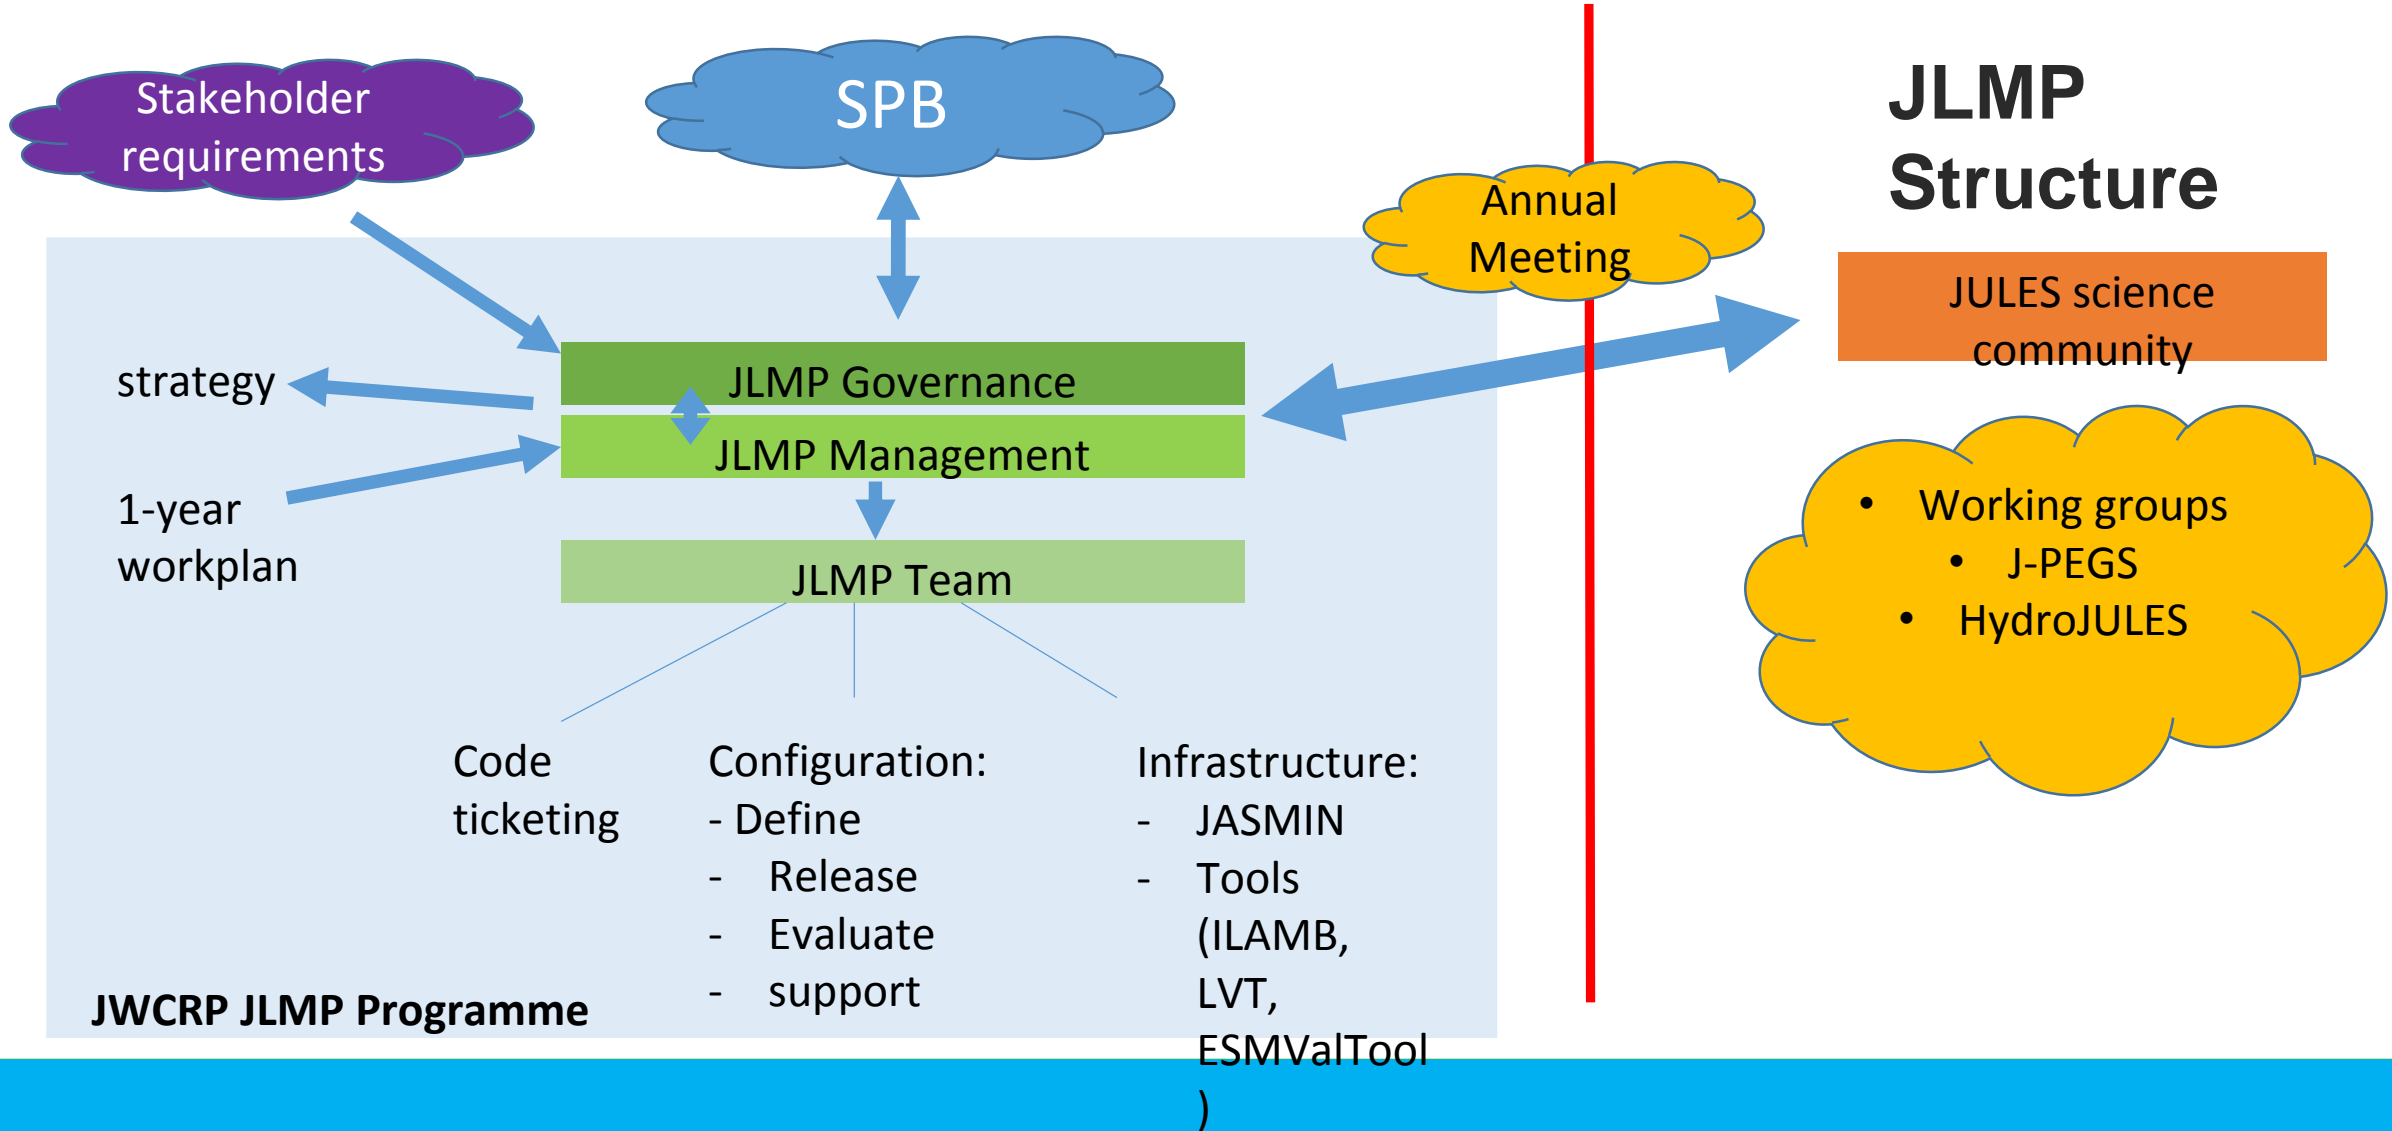 Stakeholder
requirements
SPB
Annual
Meeting
JLMP
Structure
JULES science
community
strategy
JLMP Governance
JLMP Management
1-year
workplan
JLMP Team
• Working groups
• J-PEGS
• HydroJULES
Code
ticketing
Configuration:
- Define
- Release
- Evaluate
- support
Infrastructure:
- JASMIN
- Tools
(ILAMB,
LVT,
ESMValTool
)
JWCRP JLMP Programme